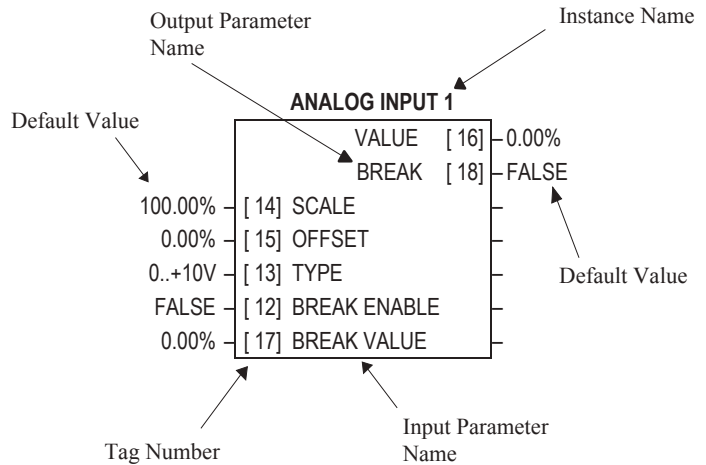 Output Parameter
Name
Instance Name
ANALOG INPUT 1
Default Value
VALUE [ 16] 0.00%
BREAK [ 18] FALSE
100.00% [ 14] SCALE
0.00% [ 15] OFFSET
0..+10V [ 13] TYPE
Default Value
FALSE [ 12] BREAK ENABLE
0.00% [ 17] BREAK VALUE
Tag Number
Input Parameter
Name